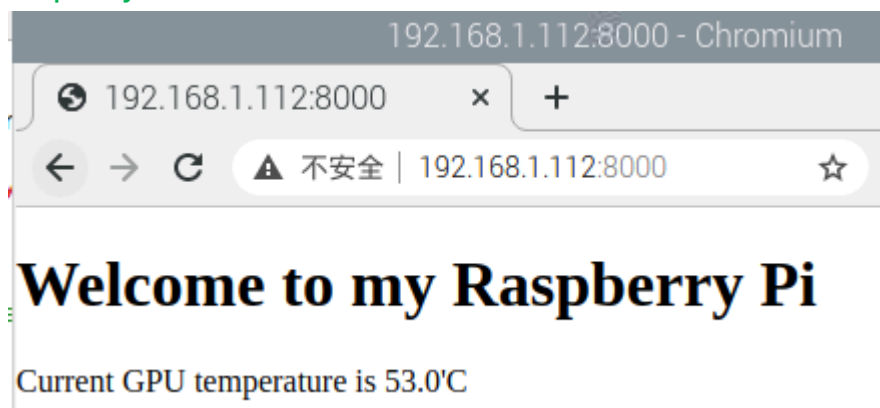 192.168.1.112:8000 - Chromium
192.168.1.112:8000
不安全 192.168.1.112:8000
Welcome to my Raspberry Pi
Current GPU temperature is 53.0'C